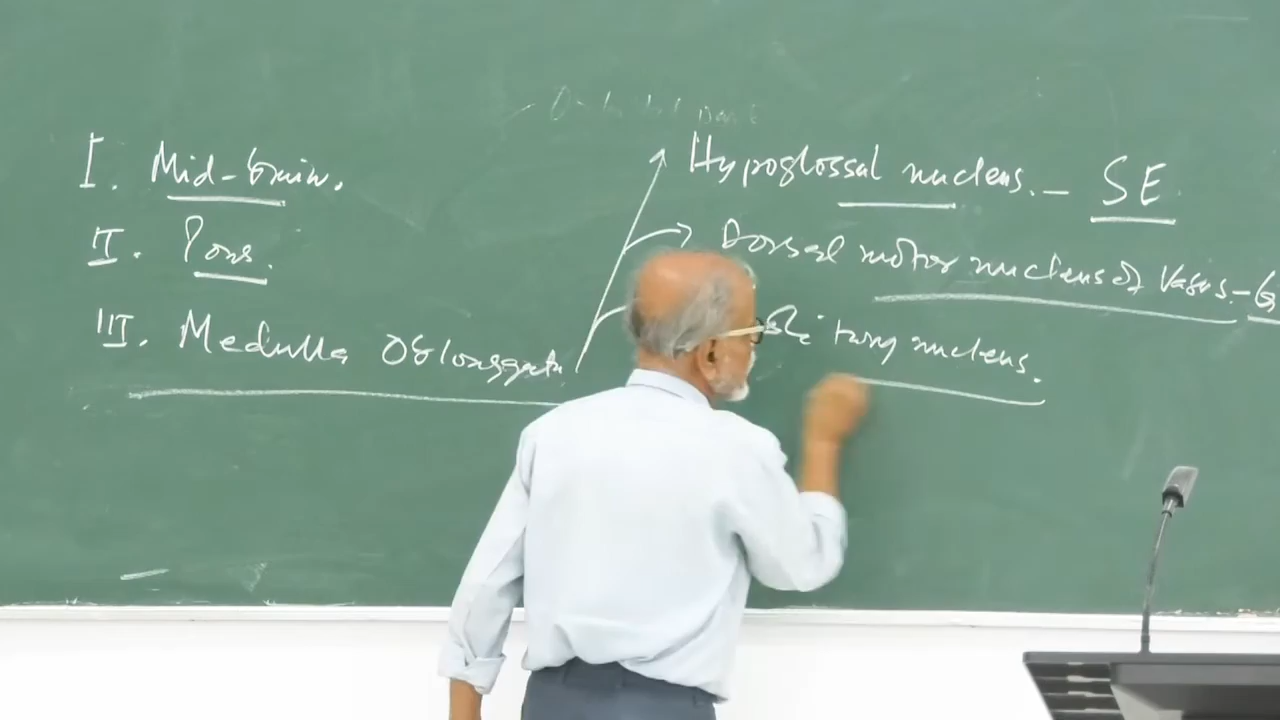 I. Mid-brain.
II. Pons.
III. Medulla Oblongata
Hypoglossal nucleus. - SE
Dorsal motor nucleus of Vagus. - G
nucleus.